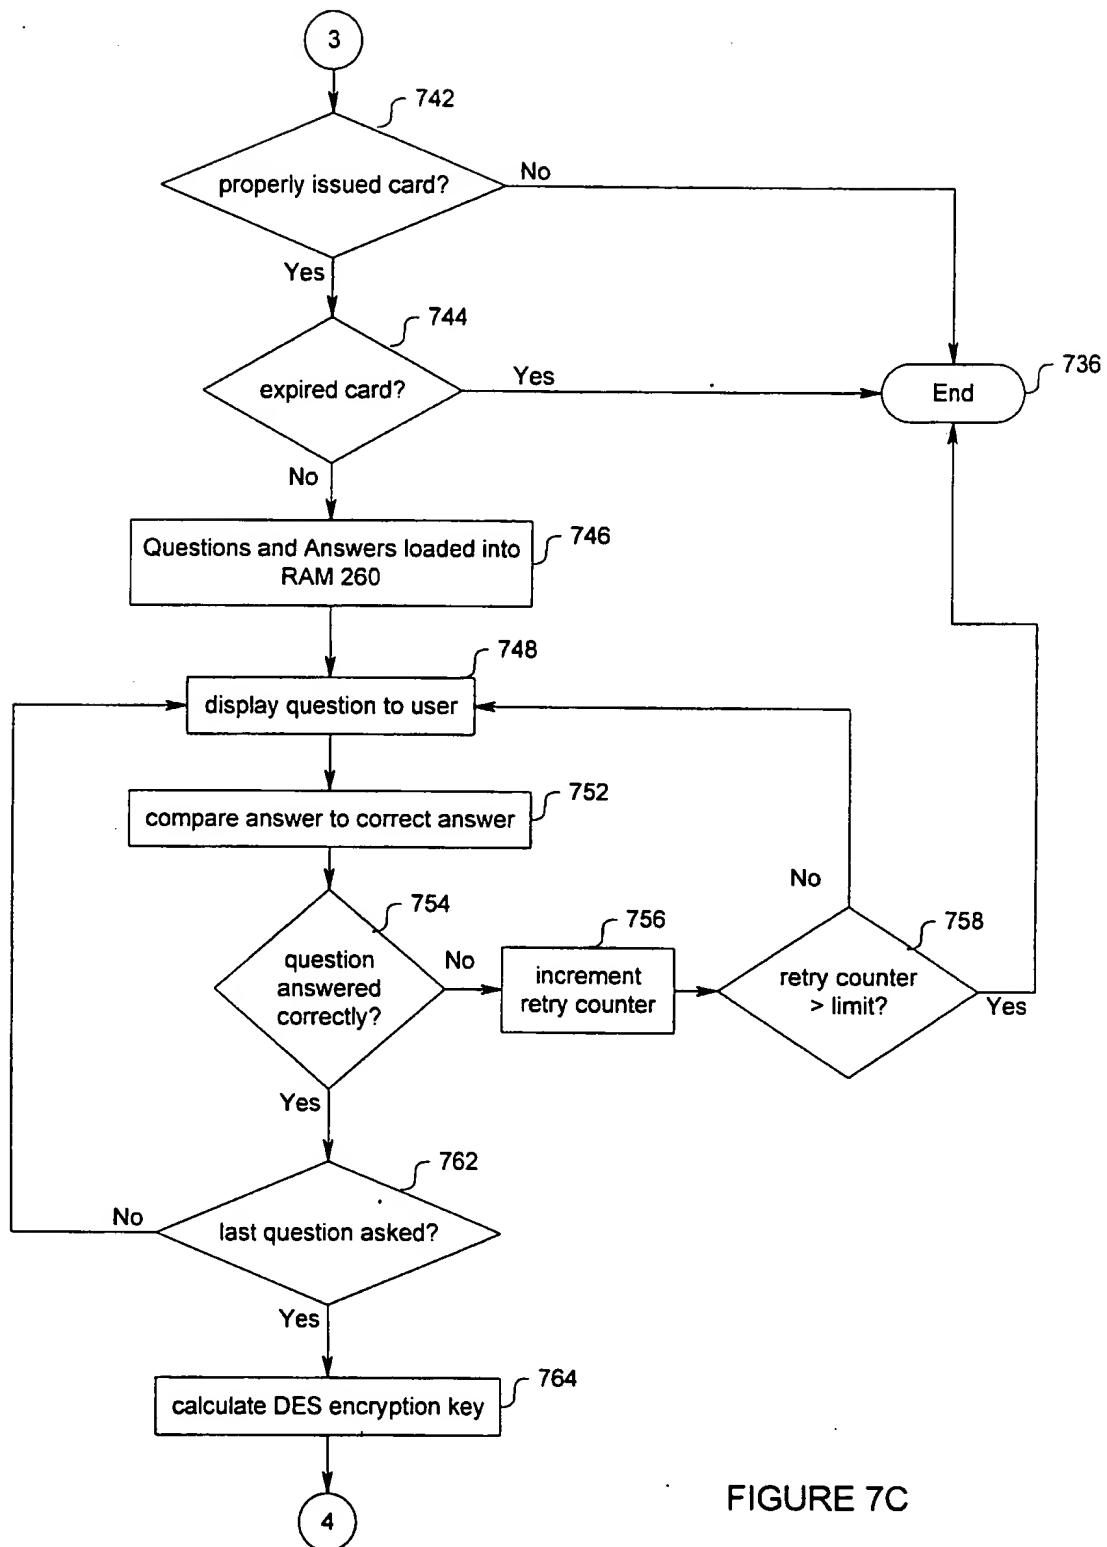 3
742
properly issued card?
No
Yes
744
expired card?
Yes
End
736
No
Questions and Answers loaded into
RAM 260
746
748
display question to user
752
compare answer to correct answer
No
754
756
758
question
answered
correctly?
No
increment
retry counter
retry counter
> limit?
Yes
Yes
762
No
last question asked?
Yes
764
calculate DES encryption key
4
FIGURE 7C